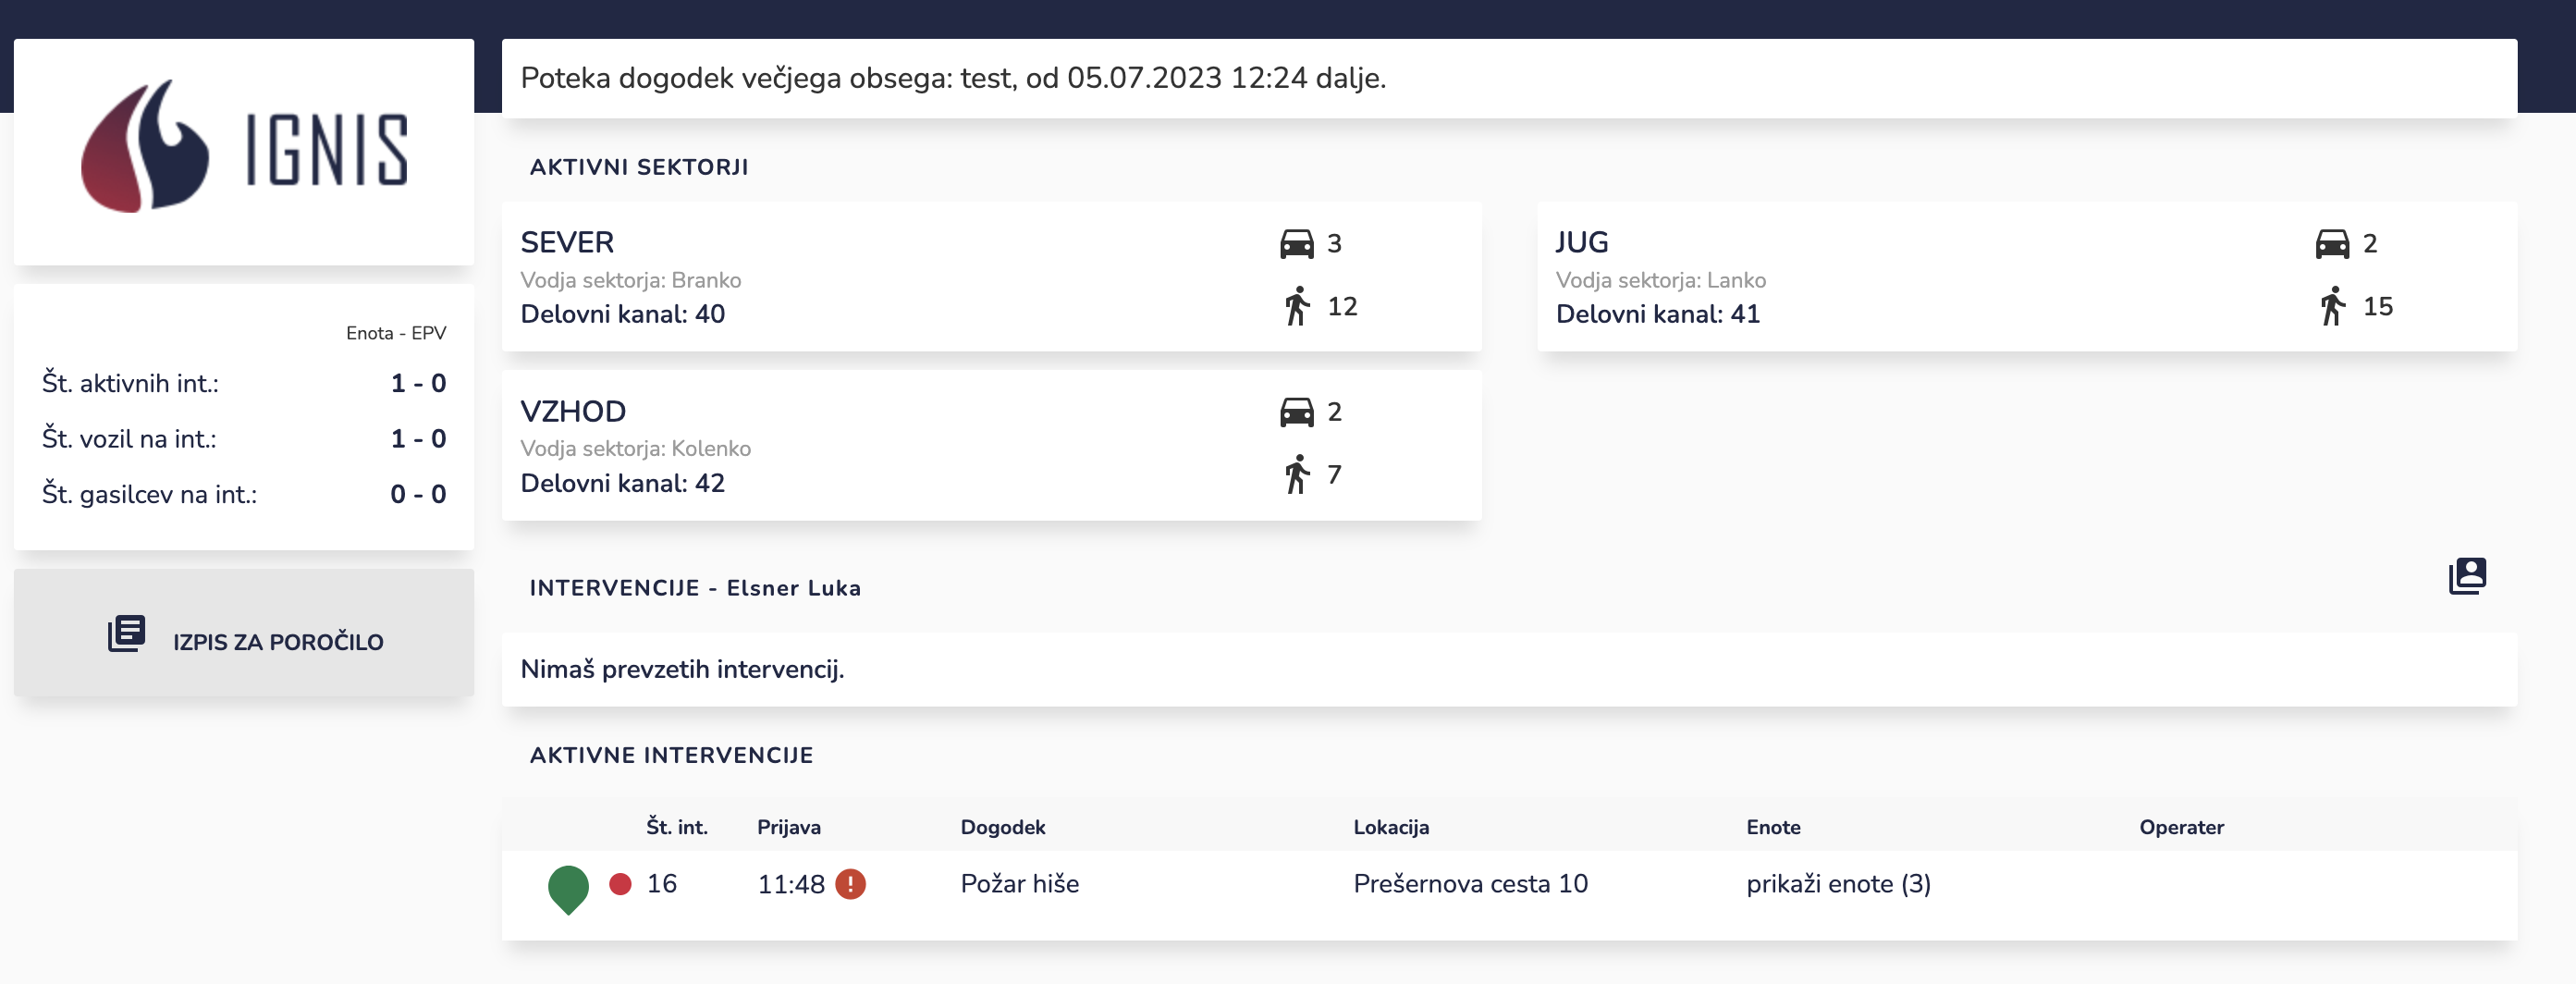 IGNIS
Enota - EPV
Št. aktivnih int.: 1 - 0
Št. vozil na int.: 1 - 0
Št. gasilcev na int.: 0 - 0
IZPIS ZA POROČILO
Poteka dogodek večjega obsega: test, od 05.07.2023 12:24 dalje.
AKTIVNI SEKTORJI
SEVER 3
Vodja sektorja: Branko
Delovni kanal: 40 12
JUG 2
Vodja sektorja: Lanko
Delovni kanal: 41 15
VZHOD 2
Vodja sektorja: Kolenko
Delovni kanal: 42 7
INTERVENCIJE - Elsner Luka
Nimaš prevzetih intervencij.
AKTIVNE INTERVENCIJE
Št. int. Prijava Dogodek Lokacija Enote Operater
16 11:48 ! Požar hiše Prešernova cesta 10 prikaži enote (3)